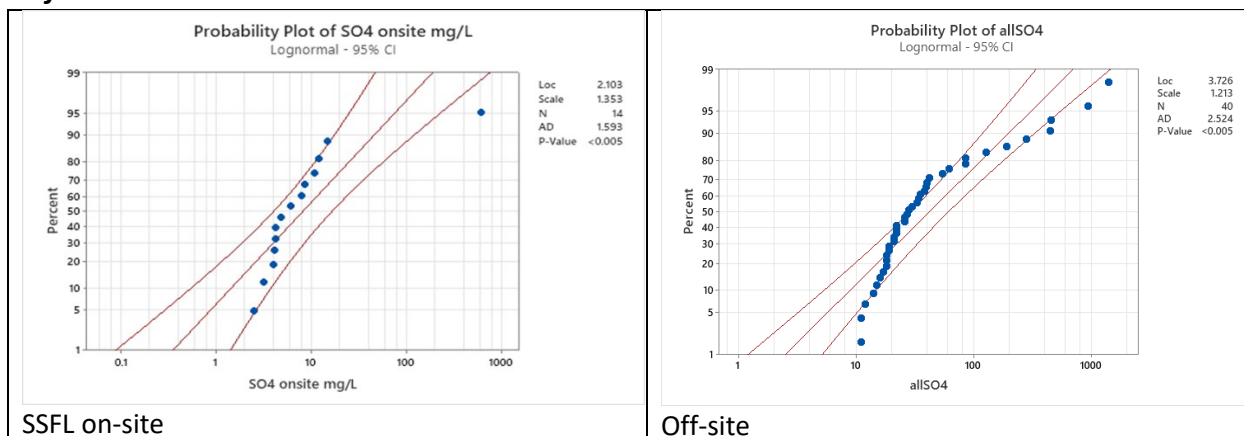 Probability Plot of SO4 onsite mg/L
Lognormal - 95% CI
99
95
90
80
70
60
50
40
30
20
10
5
1
Percent
0.1 1 10 100 1000
SO4 onsite mg/L
Loc 2.103
Scale 1.353
N 14
AD 1.593
P-Value <0.005
SSFL on-site
Probability Plot of allSO4
Lognormal - 95% CI
99
95
90
80
70
60
50
40
30
20
10
5
1
Percent
1 10 100 1000
allSO4
Loc 3.726
Scale 1.213
N 40
AD 2.524
P-Value <0.005
Off-site